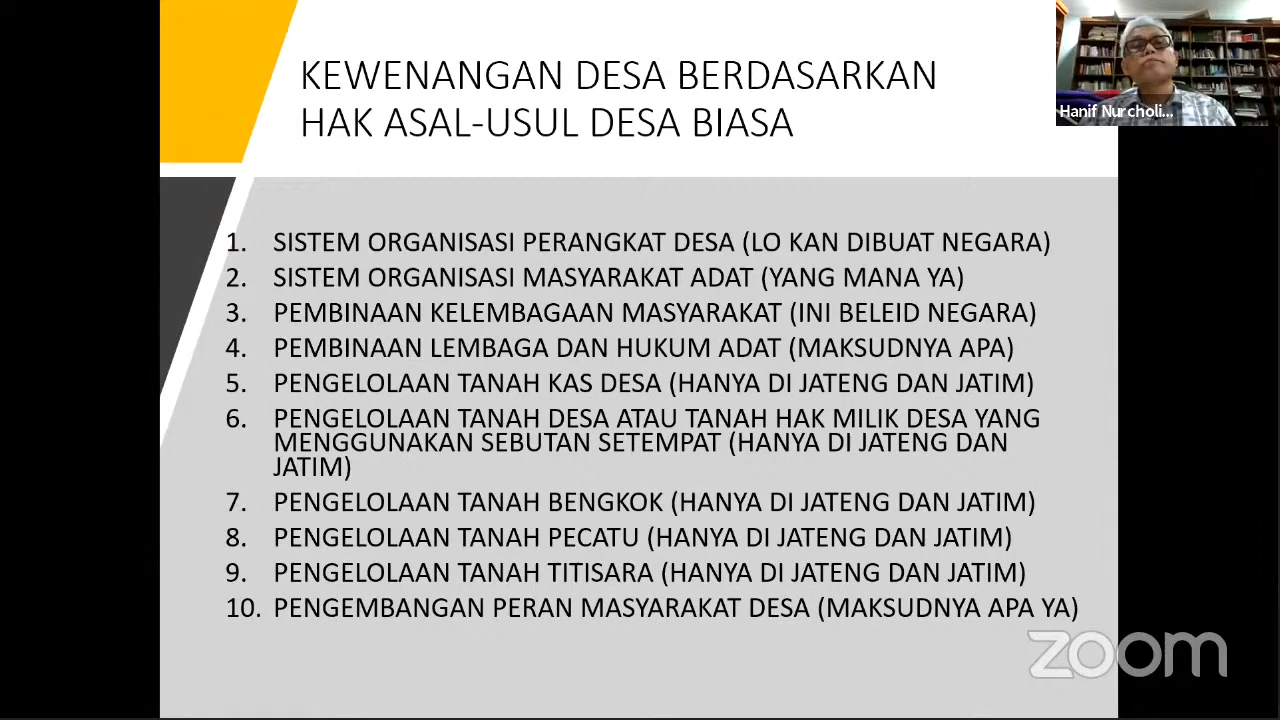 KEWENANGAN DESA BERDASARKAN
HAK ASAL-USUL DESA BIASA
Hanif Nurcholi...
1. SISTEM ORGANISASI PERANGKAT DESA (LO KAN DIBUAT NEGARA)
2. SISTEM ORGANISASI MASYARAKAT ADAT (YANG MANA YA)
3. PEMBINAAN KELEMBAGAAN MASYARAKAT (INI BELEID NEGARA)
4. PEMBINAAN LEMBAGA DAN HUKUM ADAT (MAKSUDNYA APA)
5. PENGELOLAAN TANAH KAS DESA (HANYA DI JATENG DAN JATIM)
6. PENGELOLAAN TANAH DESA ATAU TANAH HAK MILIK DESA YANG
MENGGUNAKAN SEBUTAN SETEMPAT (HANYA DI JATENG DAN
JATIM)
7. PENGELOLAAN TANAH BENGKOK (HANYA DI JATENG DAN JATIM)
8. PENGELOLAAN TANAH PECATU (HANYA DI JATENG DAN JATIM)
9. PENGELOLAAN TANAH TITISARA (HANYA DI JATENG DAN JATIM)
10. PENGEMBANGAN PERAN MASYARAKAT DESA (MAKSUDNYA APA YA)
zoom